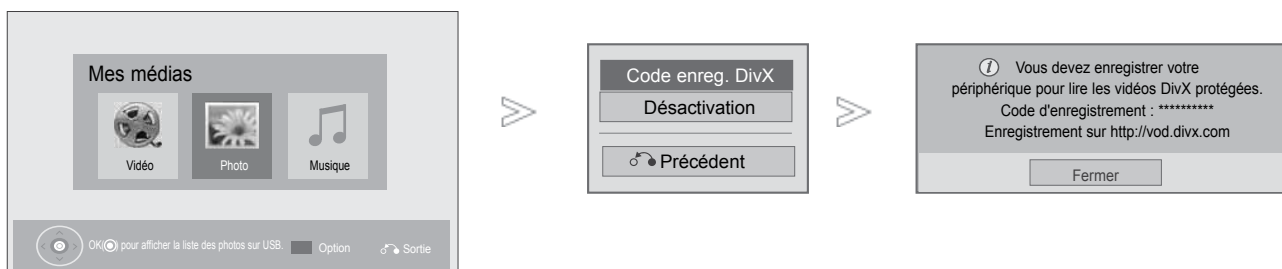 Mes médias
Vidéo
Photo
Musique
OK(◉) pour afficher la liste des photos sur USB.
Option
Sortie
Code enreg. DivX
Désactivation
Précédent
Vous devez enregistrer votre
périphérique pour lire les vidéos DivX protégées.
Code d'enregistrement : **********
Enregistrement sur http://vod.divx.com
Fermer